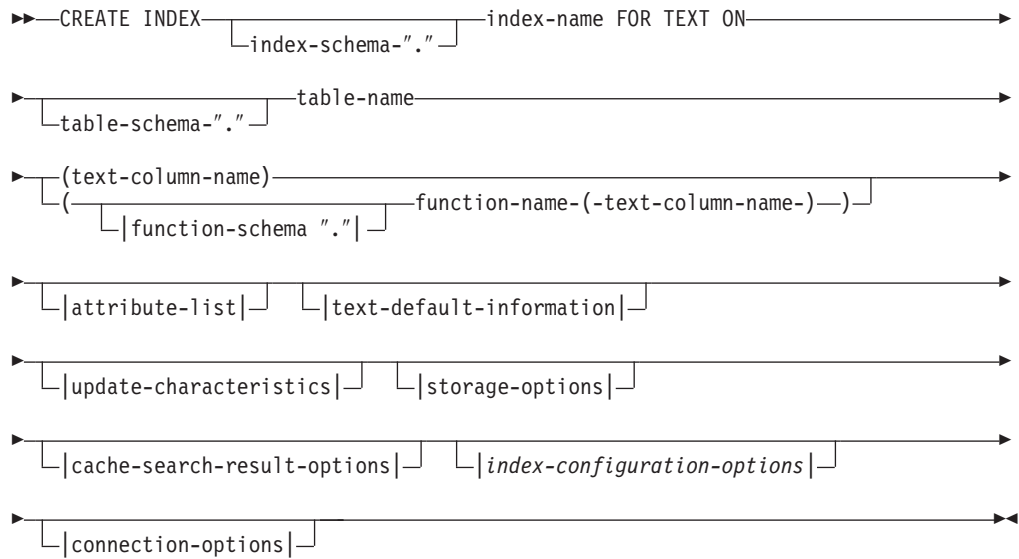 CREATE INDEX index-name FOR TEXT ON
index-schema-"."
table-name
table-schema-"."
(text-column-name)
( function-name-(-text-column-name-) )
|function-schema "."|
|attribute-list| |text-default-information|
|update-characteristics| |storage-options|
|cache-search-result-options| |index-configuration-options|
|connection-options|